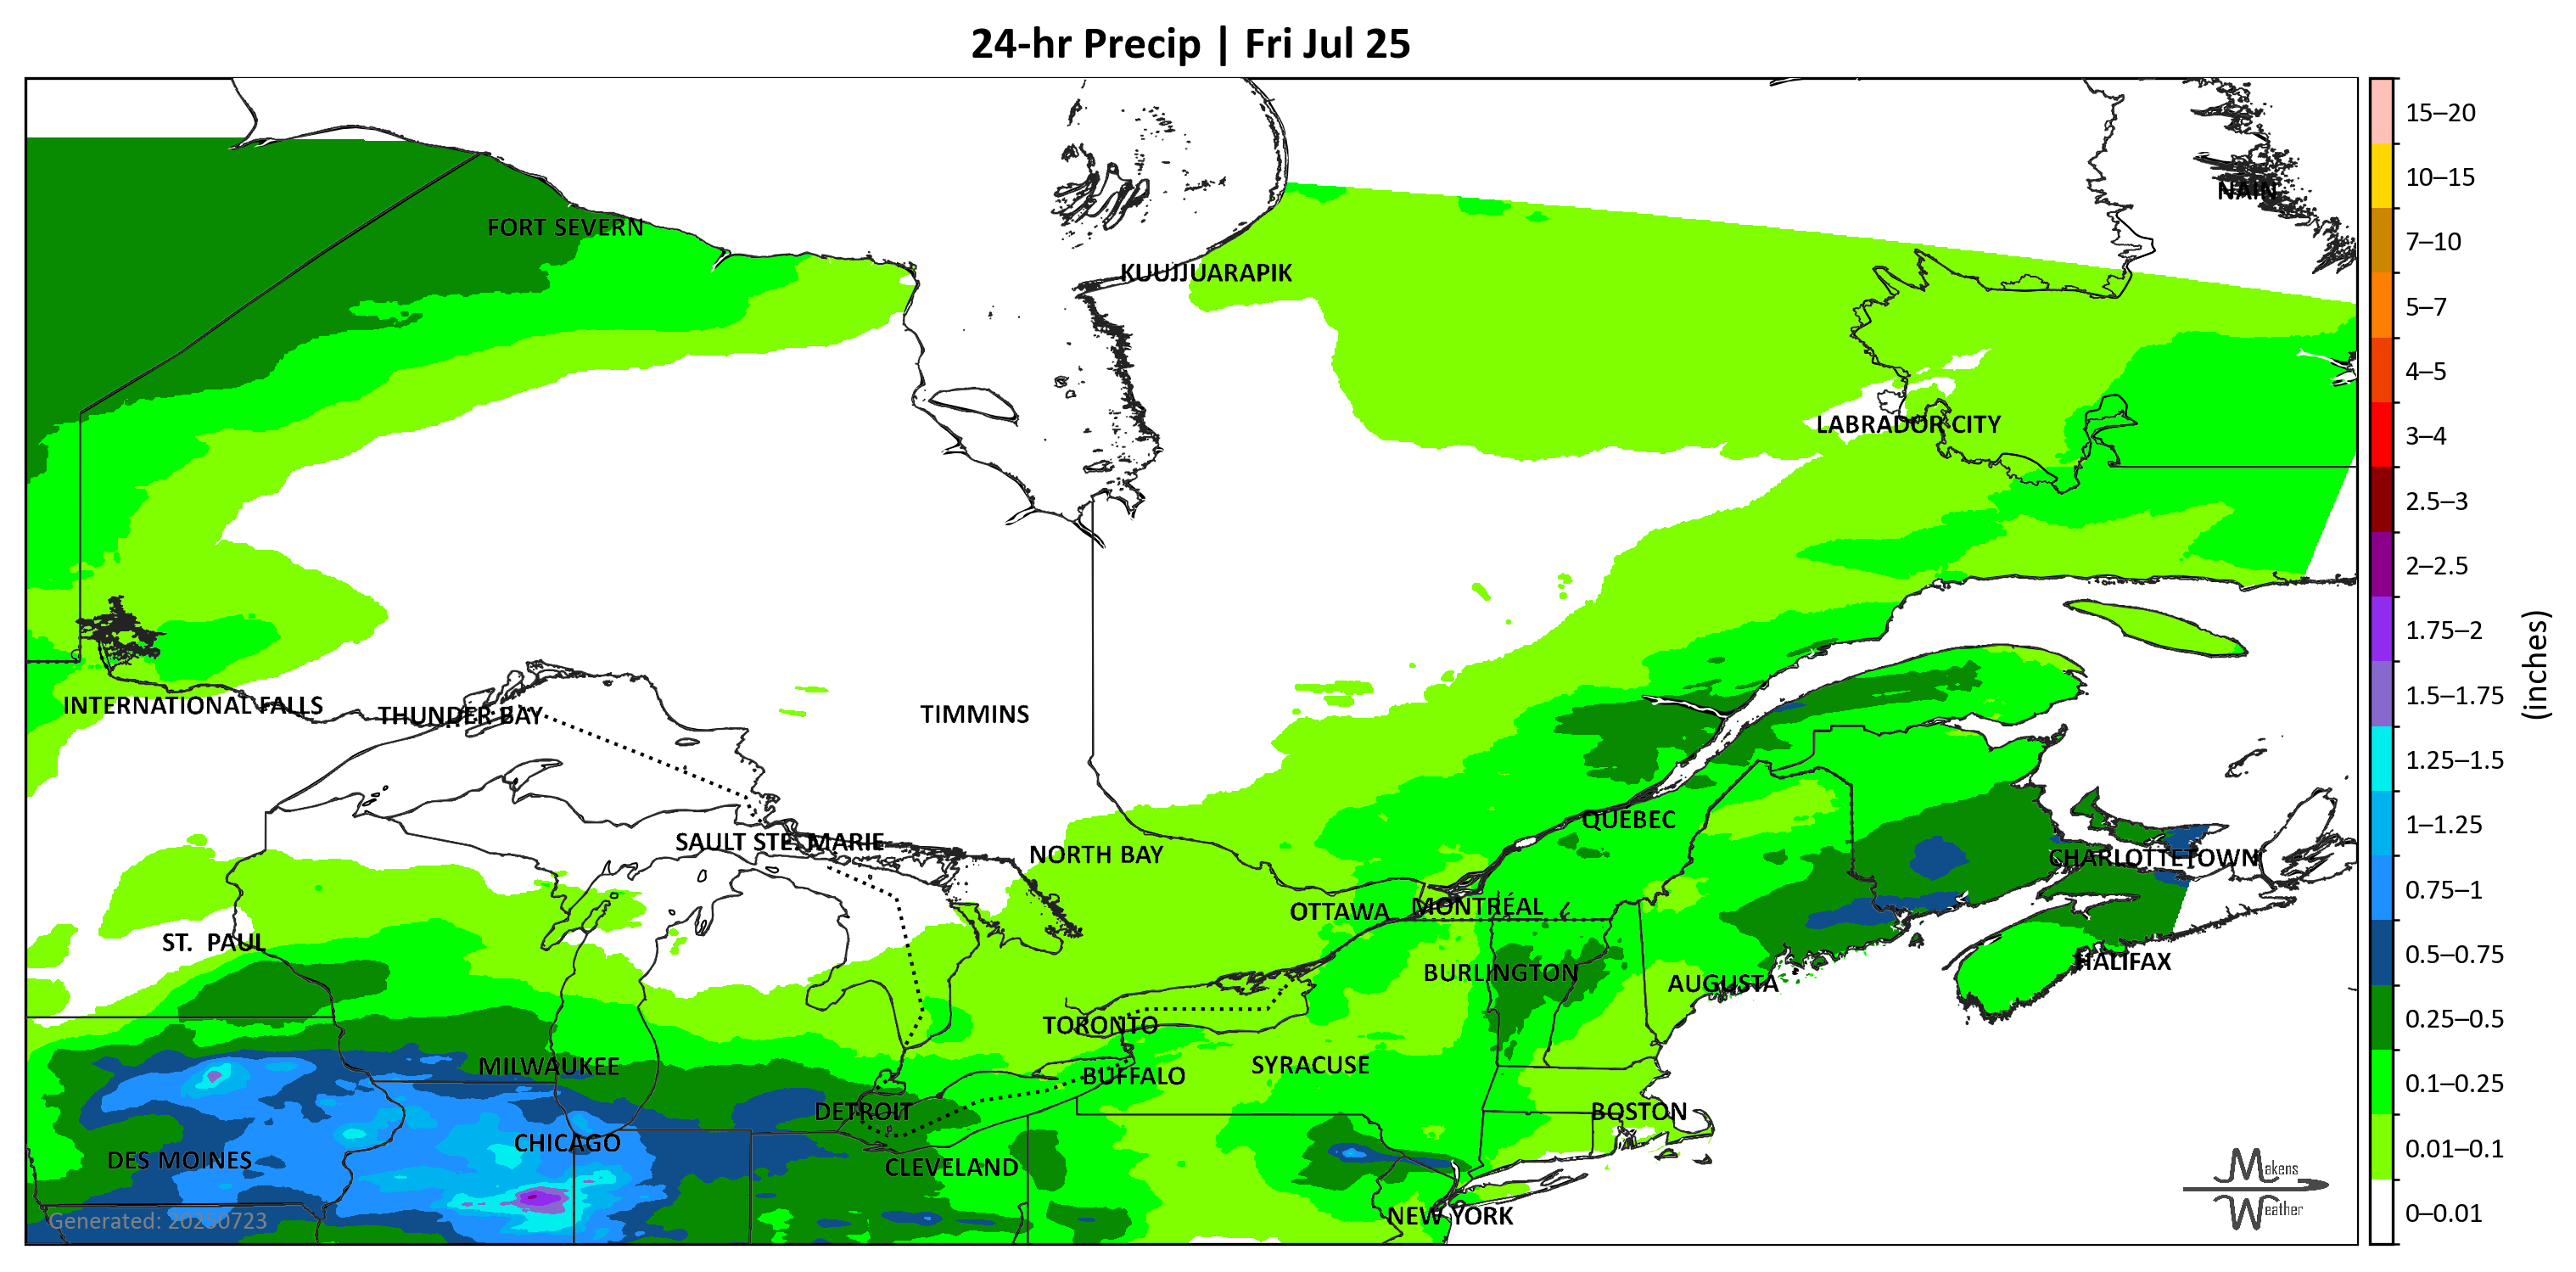 24-hr Precip | Fri Jul 25
15–20
10–15
7–10
5–7
4–5
3–4
2.5–3
2–2.5
1.75–2
1.5–1.75
1.25–1.5
1–1.25
0.75–1
0.5–0.75
0.25–0.5
0.1–0.25
0.01–0.1
0–0.01
(inches)
NAIN
FORT SEVERN
KUUJJUARAPIK
LABRADOR CITY
INTERNATIONAL FALLS
THUNDER BAY
TIMMINS
SAULT STE. MARIE
NORTH BAY
QUEBEC
CHARLOTTETOWN
OTTAWA
MONTRÉAL
ST. PAUL
BURLINGTON
AUGUSTA
HALIFAX
TORONTO
MILWAUKEE
BUFFALO
SYRACUSE
DETROIT
BOSTON
CHICAGO
DES MOINES
CLEVELAND
NEW YORK
Makens
Weather
Generated: 20250723